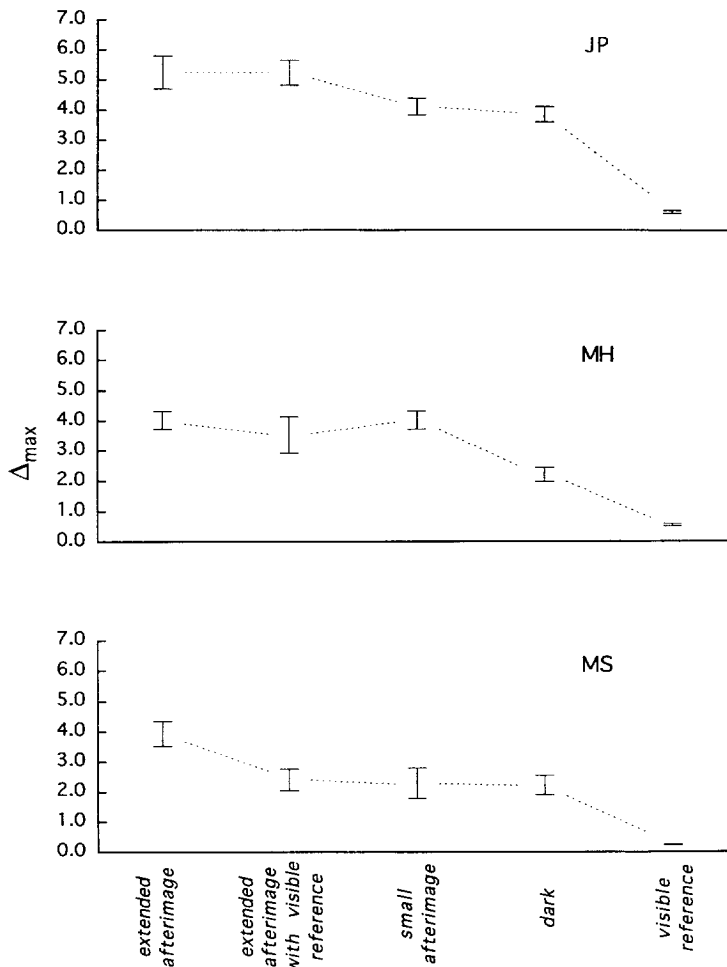 7.0
6.0
5.0
4.0
3.0
2.0
1.0
0.0
JP
7.0
6.0
5.0
4.0
3.0
2.0
1.0
0.0
MH
Δmax
7.0
6.0
5.0
4.0
3.0
2.0
1.0
0.0
MS
extended
afterimage
extended
afterimage
with visible
reference
small
afterimage
dark
visible
reference